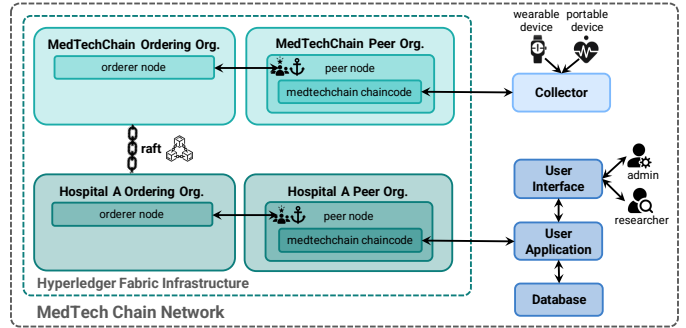 MedTechChain Ordering Org.
orderer node
MedTechChain Peer Org.
peer node
medtechchain chaincode
wearable
device
portable
device
Collector
raft
Hospital A Ordering Org.
orderer node
Hospital A Peer Org.
peer node
medtechchain chaincode
User
Interface
admin
researcher
User
Application
Database
Hyperledger Fabric Infrastructure
MedTech Chain Network